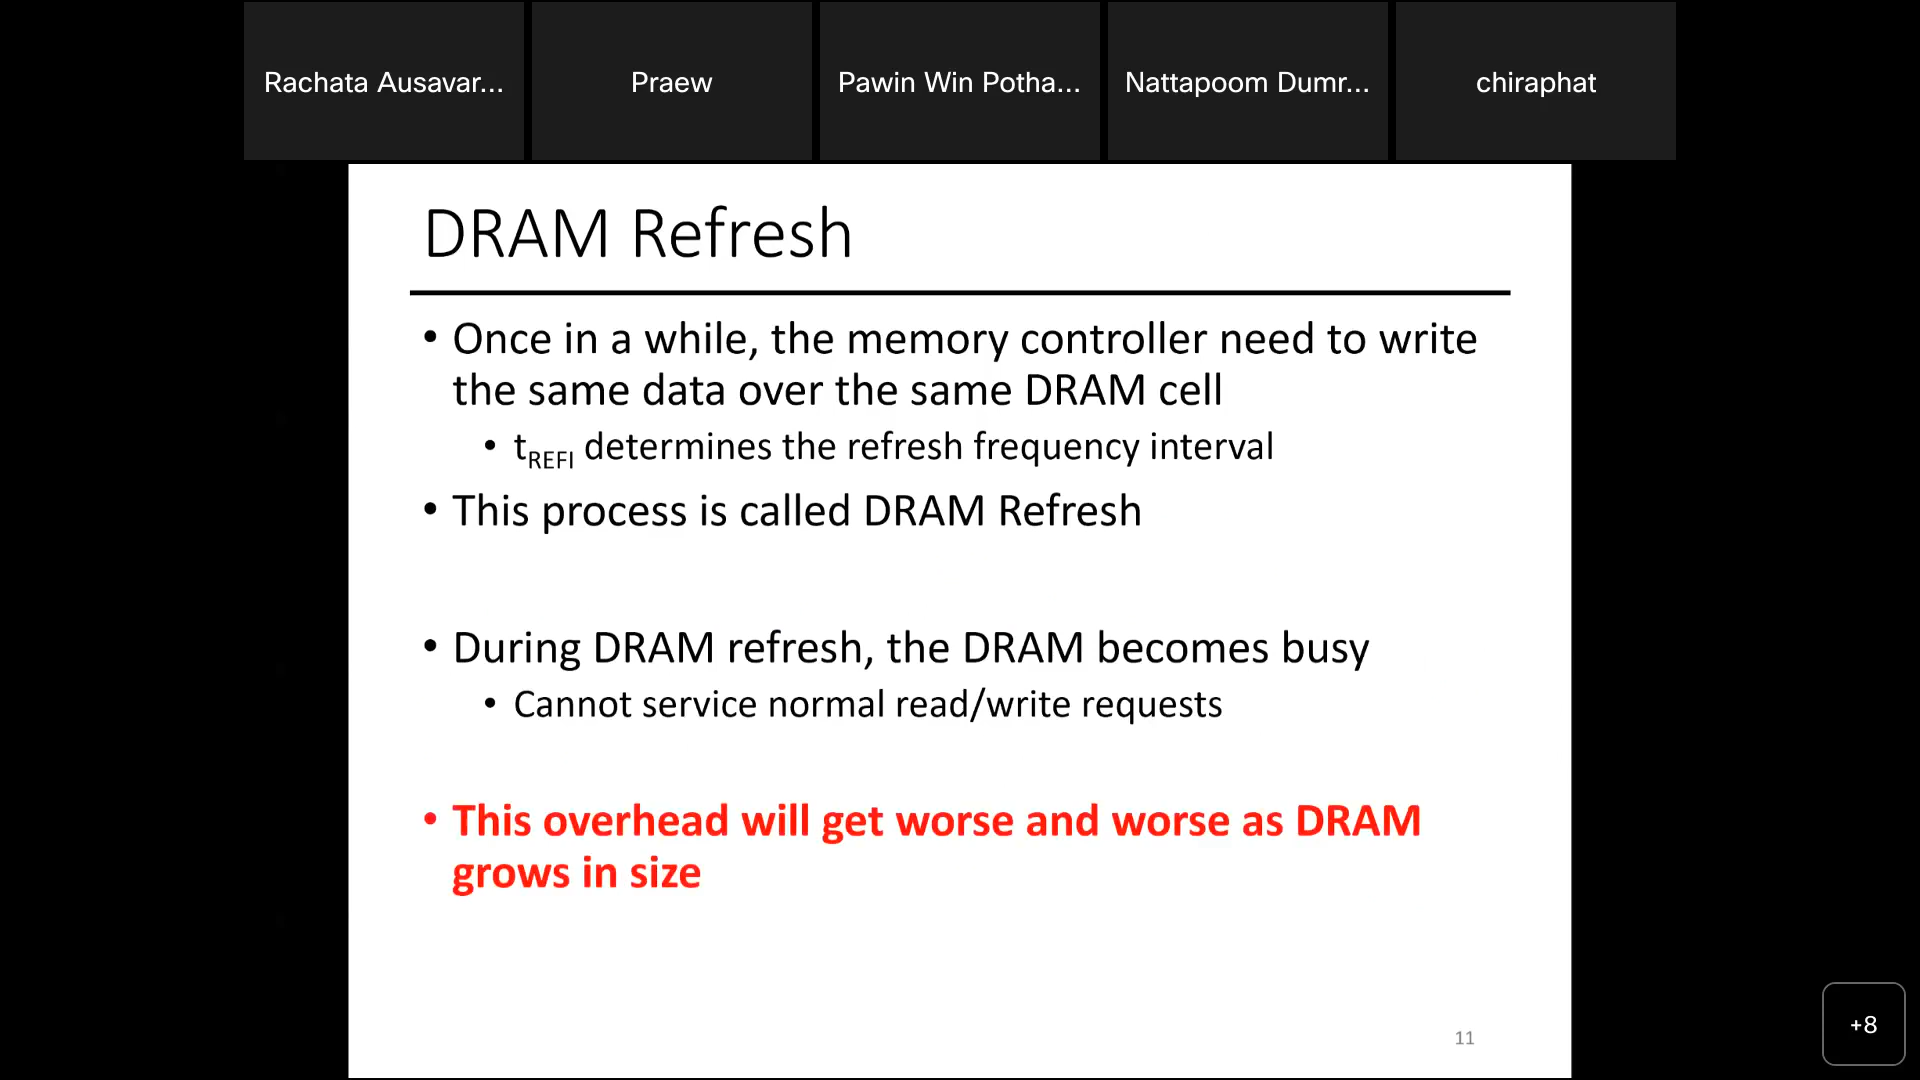 Rachata Ausavar...
Praew
Pawin Win Potha...
Nattapoom Dumr...
chiraphat
DRAM Refresh
• Once in a while, the memory controller need to write
the same data over the same DRAM cell
• tREFI determines the refresh frequency interval
• This process is called DRAM Refresh
• During DRAM refresh, the DRAM becomes busy
• Cannot service normal read/write requests
• This overhead will get worse and worse as DRAM
grows in size
11
+8